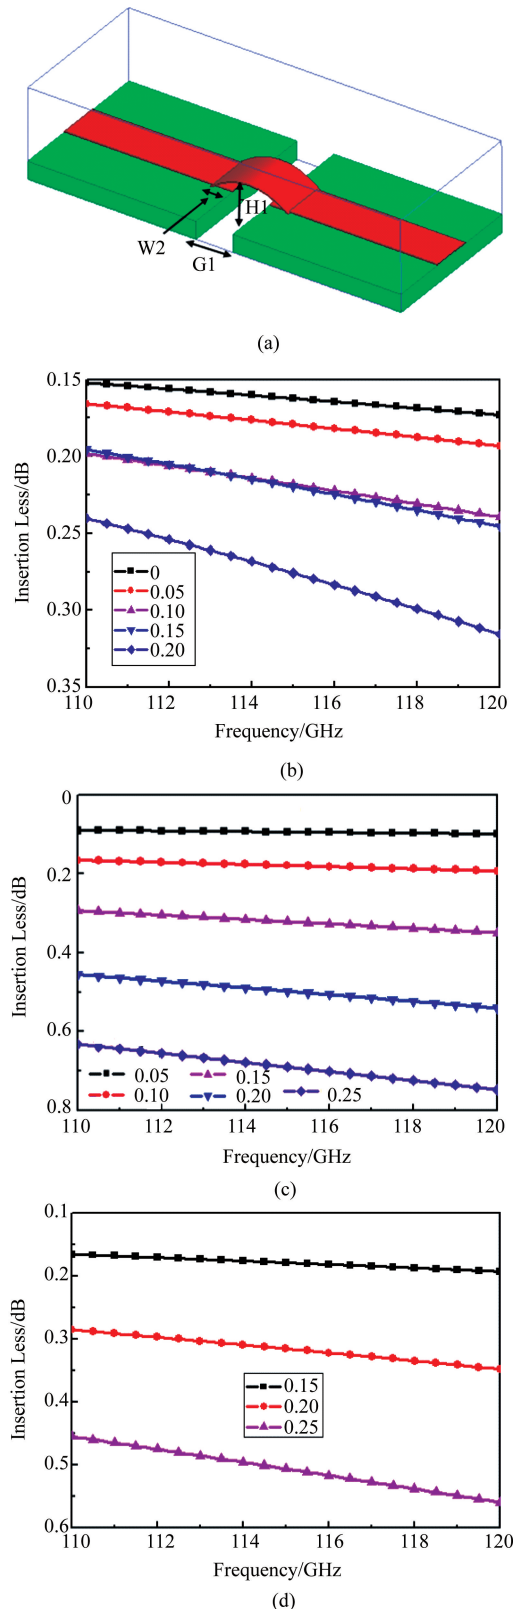 H1
W2
G1
(a)
0.15
0.20
0.25
0.30
0.35
Insertion Less/dB
0
0.05
0.10
0.15
0.20
110 112 114 116 118 120
Frequency/GHz
(b)
0
0.2
0.4
0.6
0.8
Insertion Less/dB
0.05 0.15
0.10 0.20 0.25
110 112 114 116 118 120
Frequency/GHz
(c)
0.1
0.2
0.3
0.4
0.5
0.6
Insertion Less/dB
0.15
0.20
0.25
110 112 114 116 118 120
Frequency/GHz
(d)